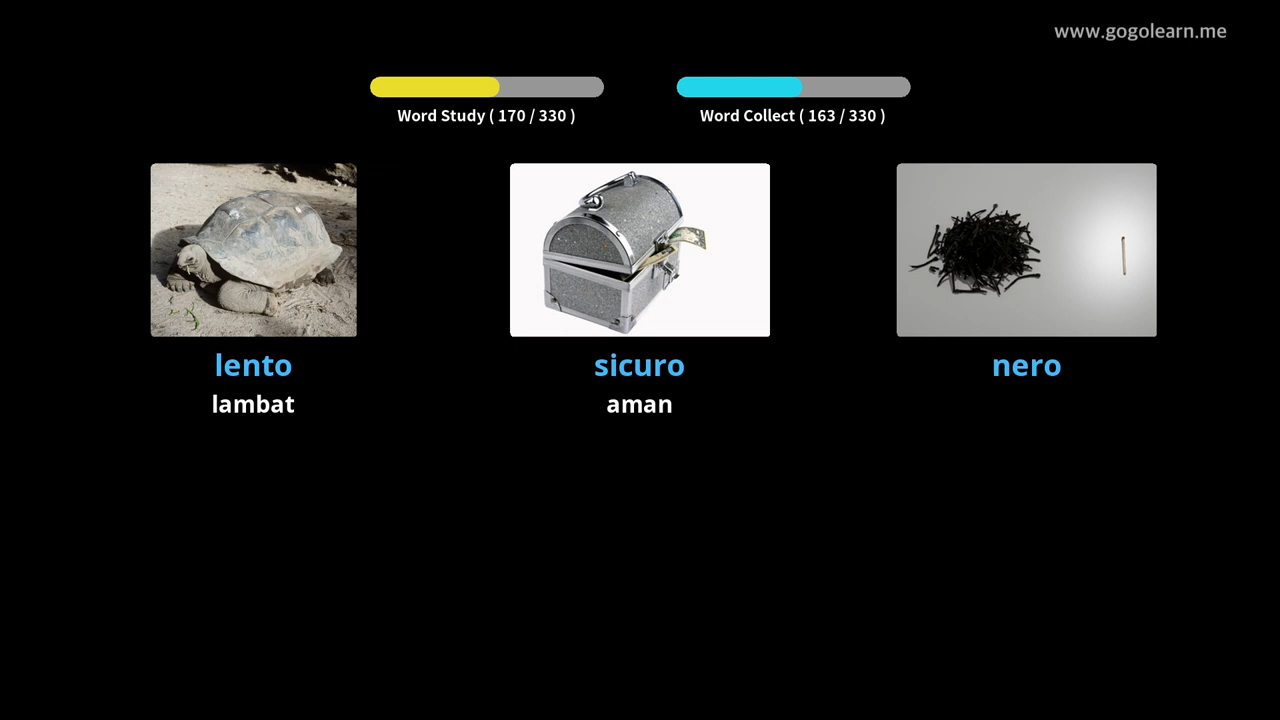 www.gogolearn.me
Word Study ( 170 / 330 )
Word Collect ( 163 / 330 )
lento
sicuro
nero
lambat
aman